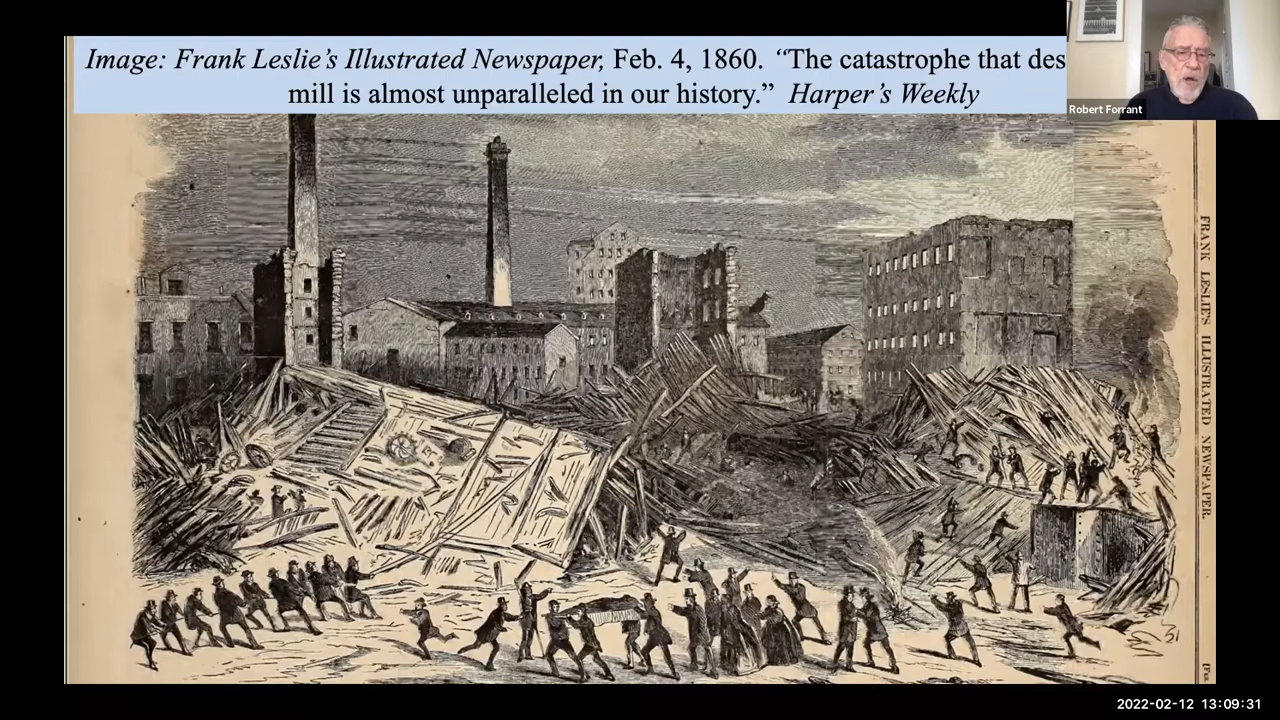 Image: Frank Leslie's Illustrated Newspaper, Feb. 4, 1860. “The catastrophe that des
mill is almost unparalleled in our history.” Harper's Weekly
Robert Forrant
FRANK LESLIE'S ILLUSTRATED NEWSPAPER.
2022-02-12 13:09:31